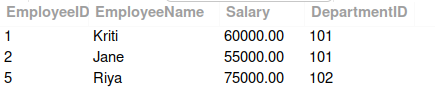 EmployeeID EmployeeName Salary DepartmentID
1 Kriti 60000.00 101
2 Jane 55000.00 101
5 Riya 75000.00 102